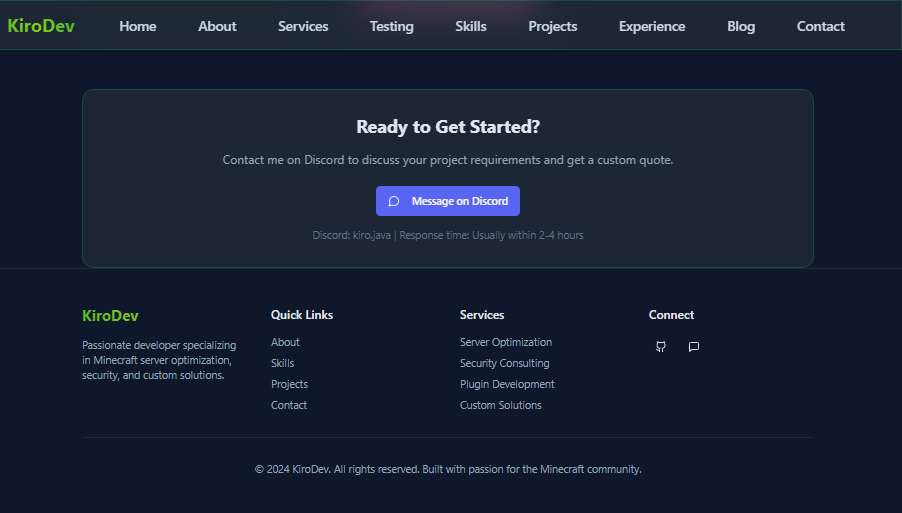 KiroDev Home About Services Testing Skills Projects Experience Blog Contact
Ready to Get Started?
Contact me on Discord to discuss your project requirements and get a custom quote.
Message on Discord
Discord: kiro.java | Response time: Usually within 2-4 hours
KiroDev
Passionate developer specializing
in Minecraft server optimization,
security, and custom solutions.
Quick Links
About
Skills
Projects
Contact
Services
Server Optimization
Security Consulting
Plugin Development
Custom Solutions
Connect
© 2024 KiroDev. All rights reserved. Built with passion for the Minecraft community.